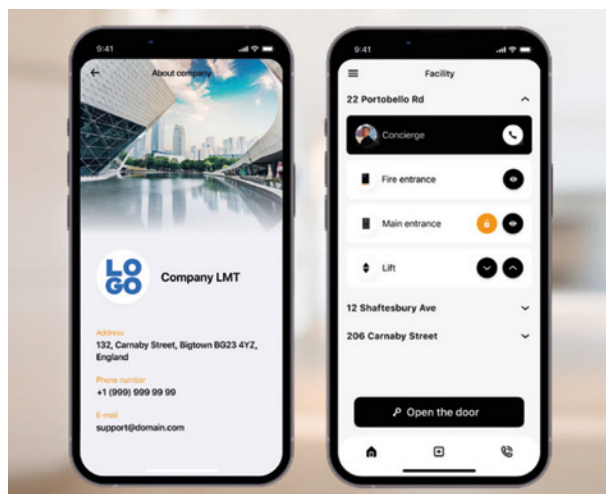 9:41
About company
LO
GO
Company LMT
Address
132, Carnaby Street, Bigtown BG23 4YZ,
England
Phone number
+1 (999) 999 99 99
E-mail
support@domain.com
9:41
Facility
22 Portobello Rd
Concierge
Fire entrance
Main entrance
Lift
12 Shaftesbury Ave
206 Carnaby Street
Open the door